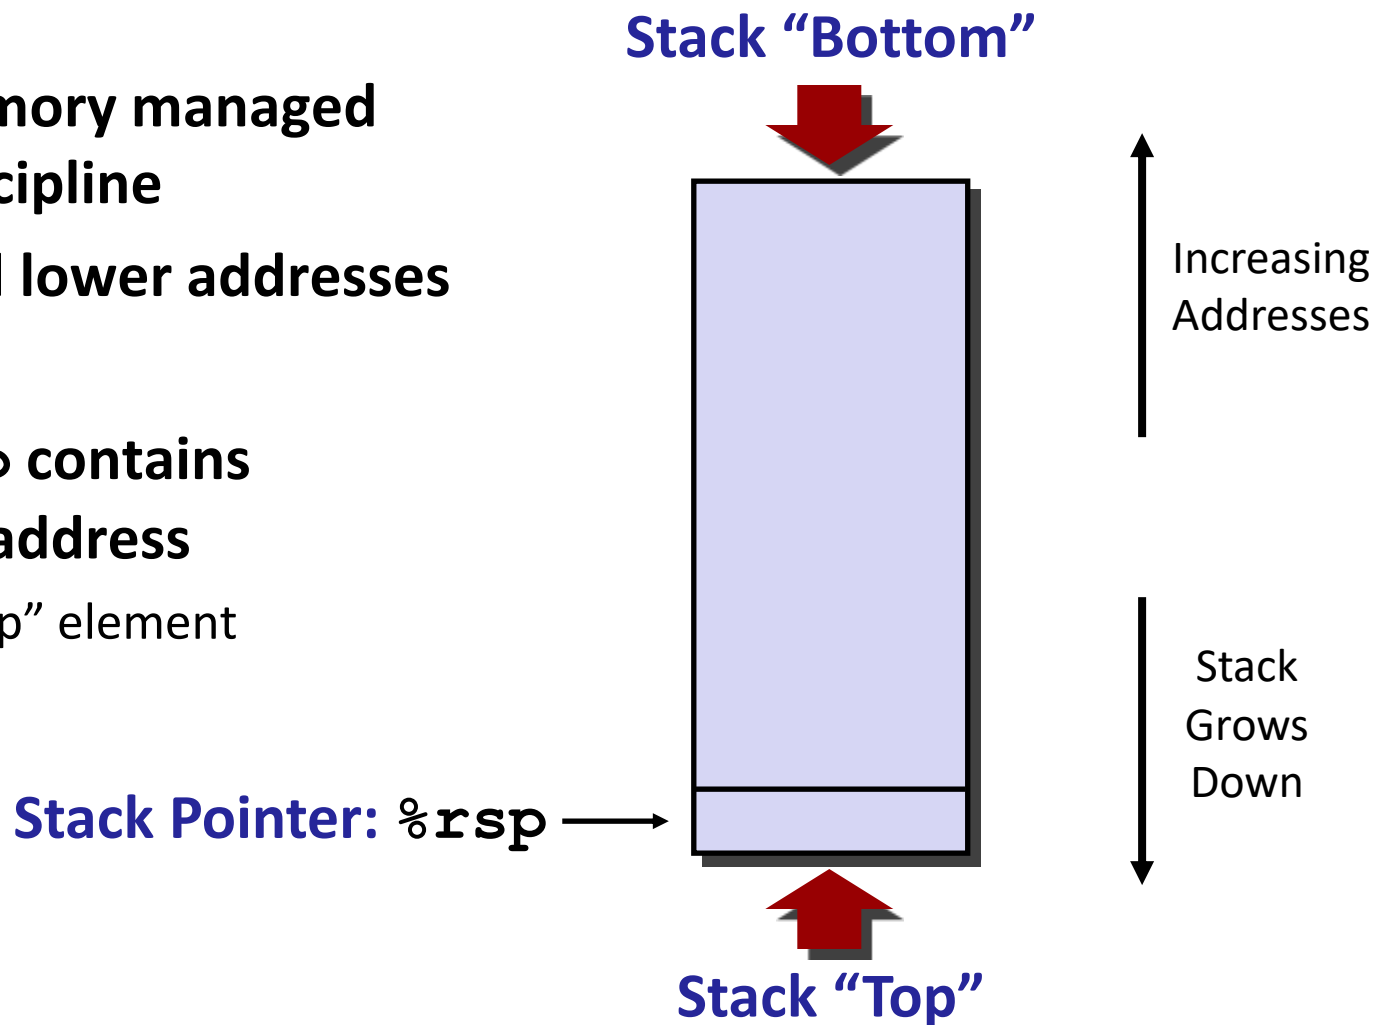 Stack “Bottom”
mory managed
cipline
lower addresses
Increasing
Addresses
contains
address
p” element
Stack
Grows
Down
Stack Pointer: %rsp
Stack “Top”